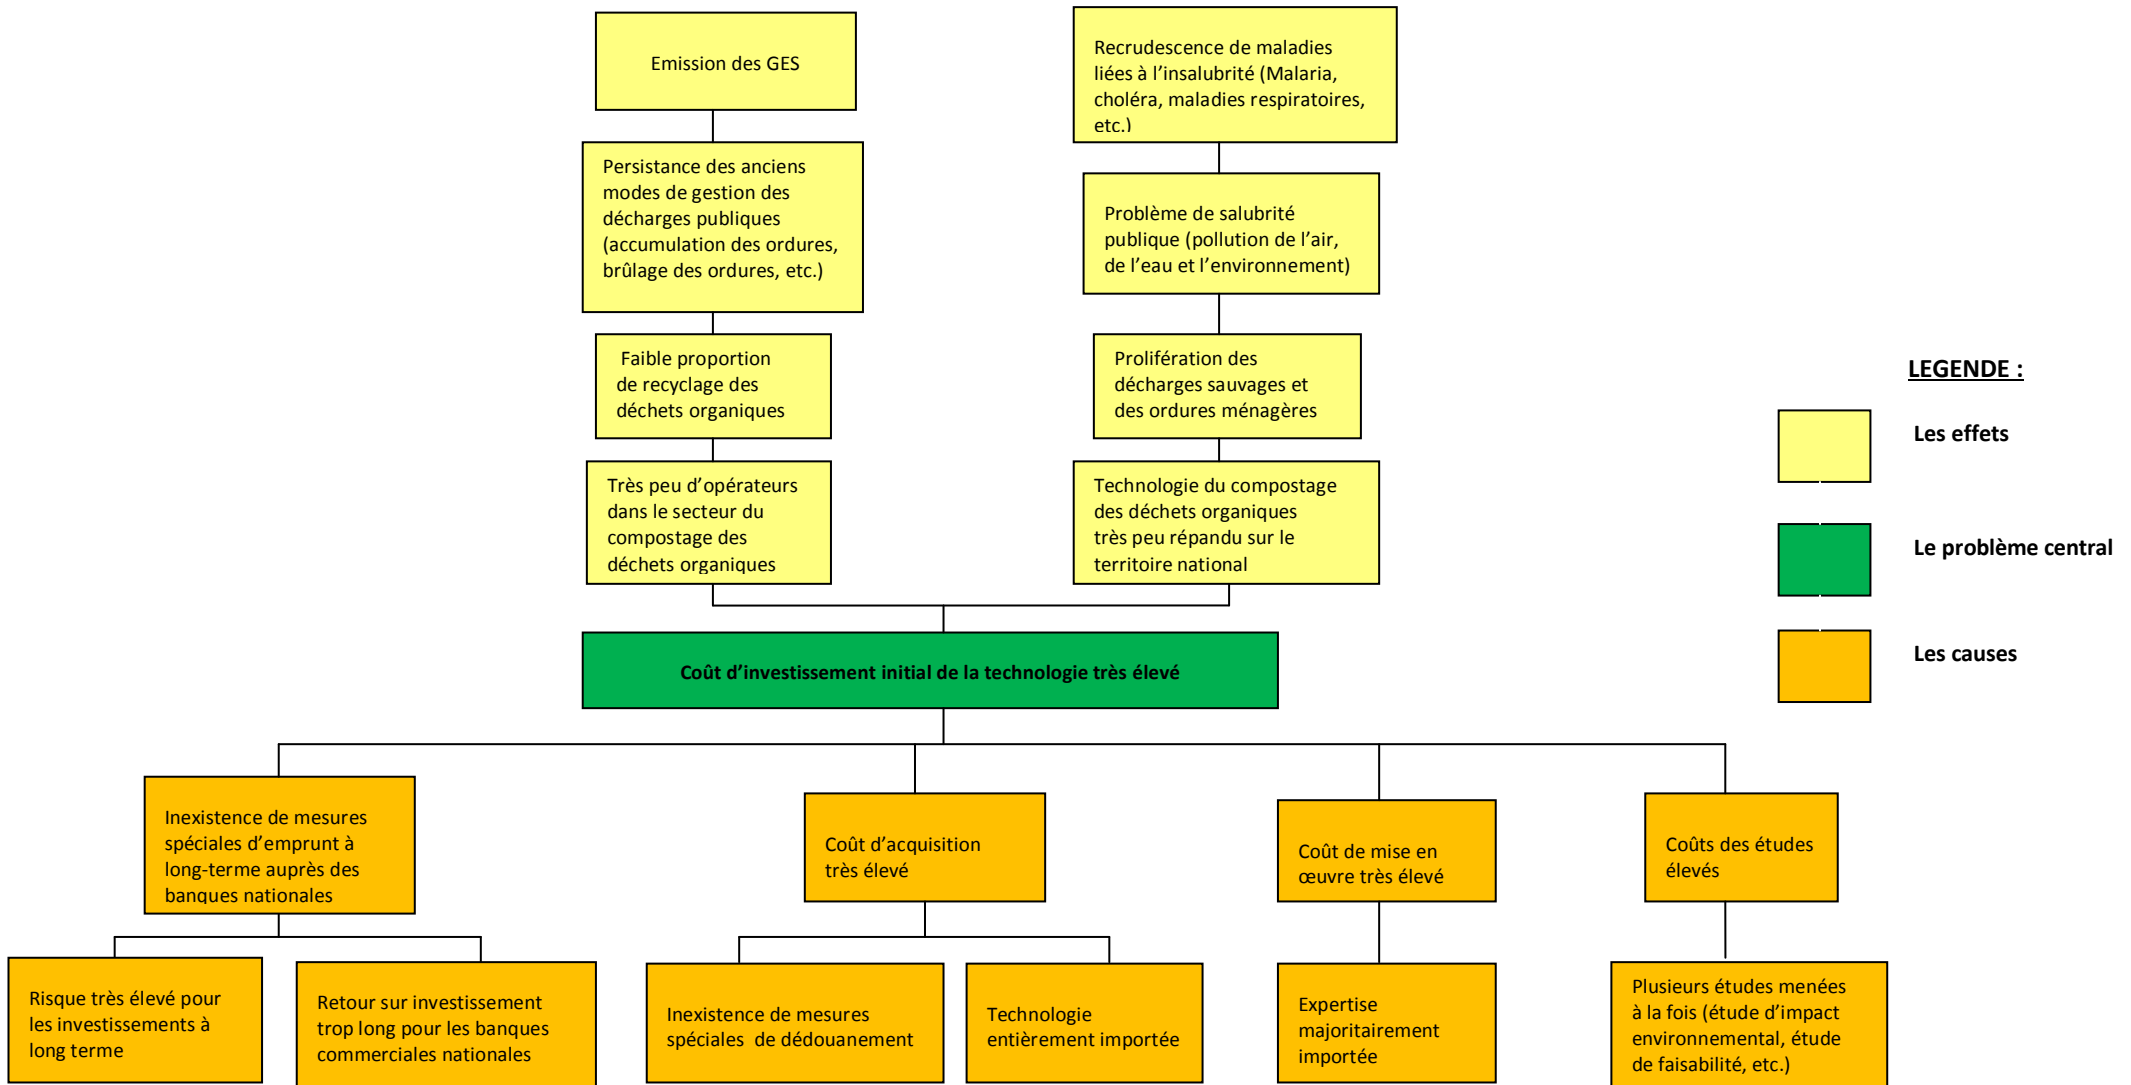 Emission des GES
Recrudescence de maladies
liées à l’insalubrité (Malaria,
choléra, maladies respiratoires,
etc.)
Persistance des anciens
modes de gestion des
décharges publiques
(accumulation des ordures,
brûlage des ordures, etc.)
Problème de salubrité
publique (pollution de l’air,
de l’eau et l’environnement)
Faible proportion
de recyclage des
déchets organiques
Prolifération des
décharges sauvages et
des ordures ménagères
Très peu d’opérateurs
dans le secteur du
compostage des
déchets organiques
Technologie du compostage
des déchets organiques
très peu répandu sur le
territoire national
LEGENDE :
Les effets
Le problème central
Les causes
Coût d’investissement initial de la technologie très élevé
Inexistence de mesures
spéciales d’emprunt à
long-terme auprès des
banques nationales
Coût d’acquisition
très élevé
Coût de mise en
œuvre très élevé
Coûts des études
élevés
Risque très élevé pour
les investissements à
long terme
Retour sur investissement
trop long pour les banques
commerciales nationales
Inexistence de mesures
spéciales de dédouanement
Technologie
entièrement importée
Expertise
majoritairement
importée
Plusieurs études menées
à la fois (étude d’impact
environnemental, étude
de faisabilité, etc.)